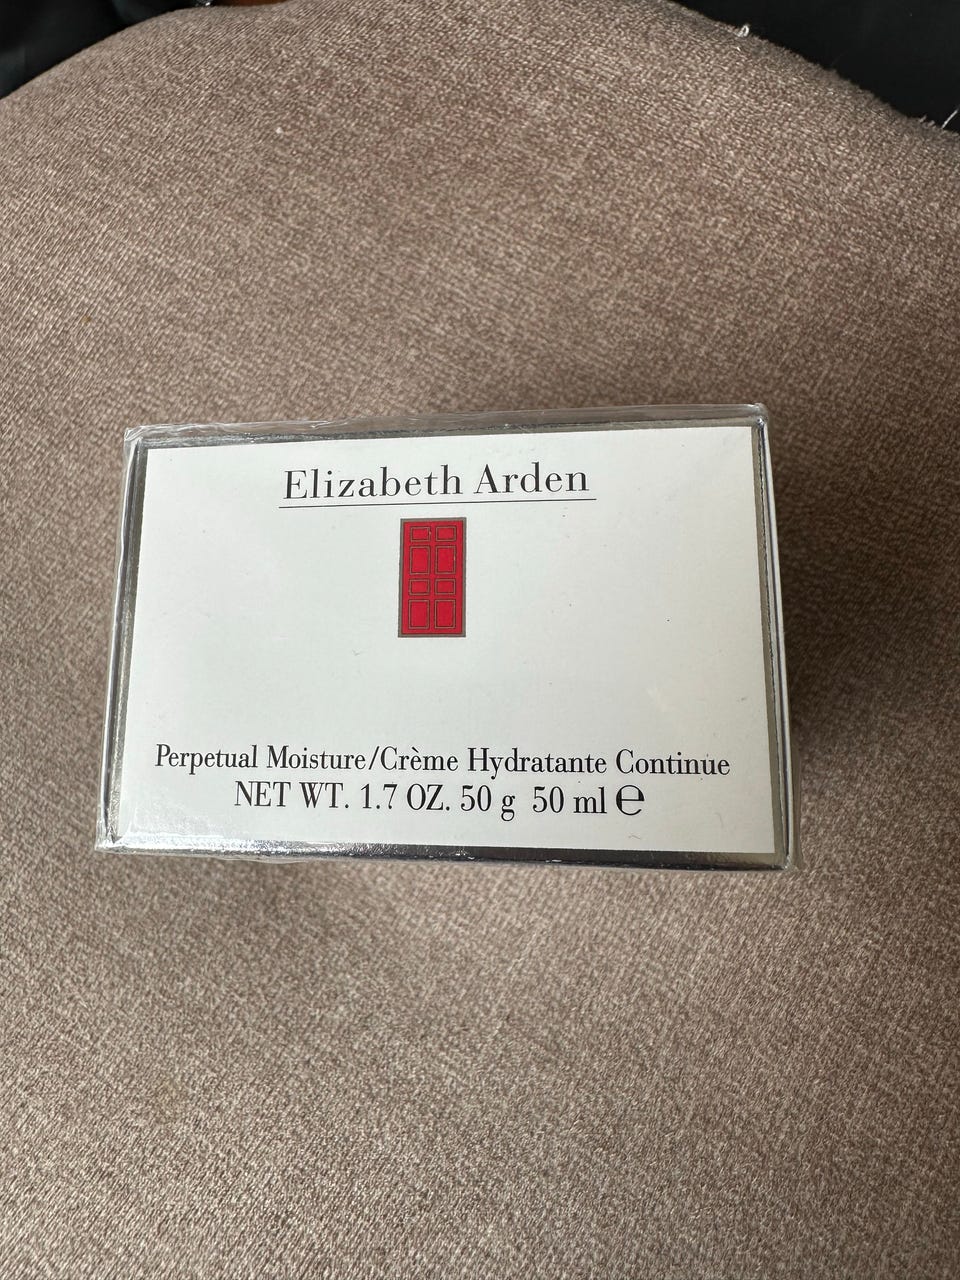 Elizabeth Arden
Perpetual Moisture/Crème Hydratante Continue
NET WT. 1.7 OZ. 50 g 50 ml ℮